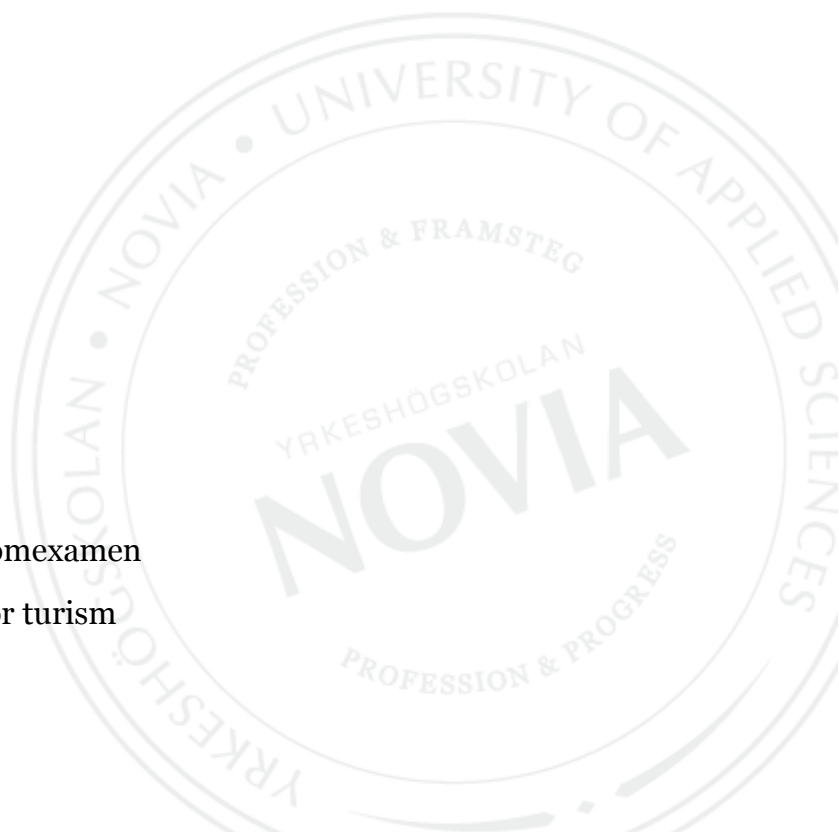 YRKESHÖGSKOLAN • NOVIA • UNIVERSITY OF APPLIED SCIENCES
PROFESSION & FRAMSTEG
YRKESHÖGSKOLAN
NOVIA
PROFESSION & PROGRESS
omexamen
r turism